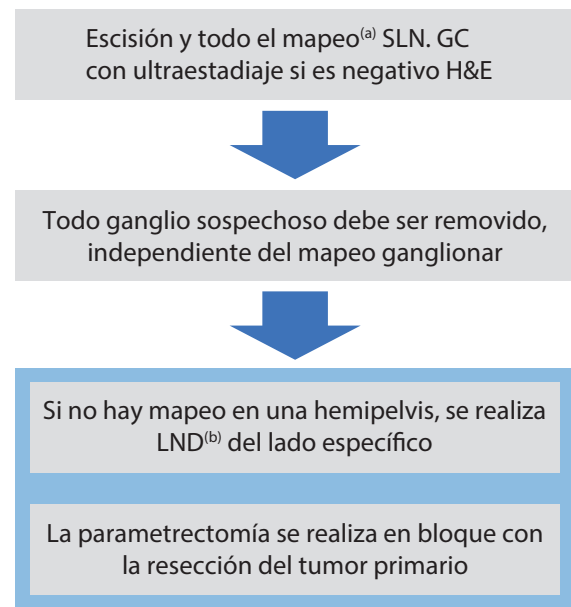 Escisión y todo el mapeo(a) SLN. GC
con ultraestadiaje si es negativo H&E
Todo ganglio sospechoso debe ser removido,
independiente del mapeo ganglionar
Si no hay mapeo en una hemipelvis, se realiza
LND(b) del lado específico
La parametrectomía se realiza en bloque con
la resección del tumor primario